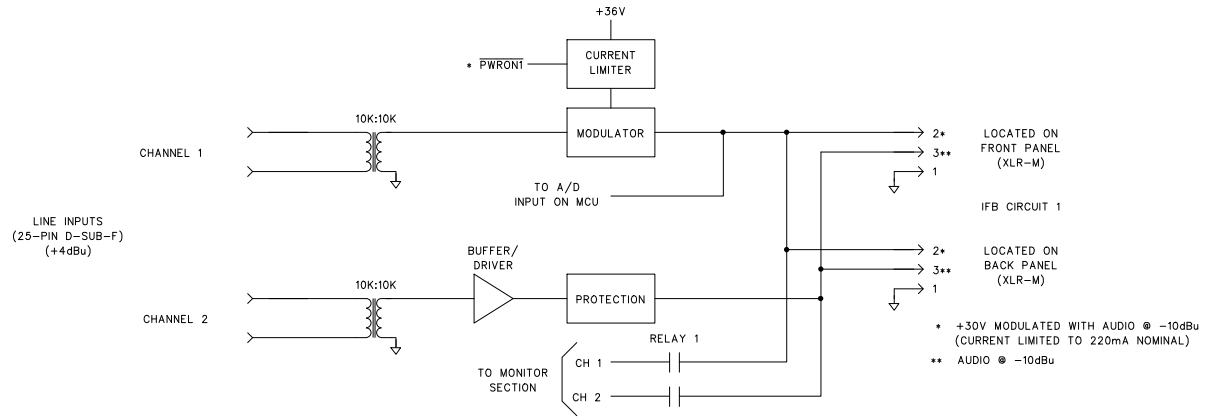 +36V
* PWRON1
CURRENT
LIMITER
10K:10K
MODULATOR
CHANNEL 1
2*
3**
1
LOCATED ON
FRONT PANEL
(XLR-M)
TO A/D
INPUT ON MCU
IFB CIRCUIT 1
LINE INPUTS
(25-PIN D-SUB-F)
(+4dBu)
BUFFER/
DRIVER
2*
3**
1
LOCATED ON
BACK PANEL
(XLR-M)
10K:10K
PROTECTION
CHANNEL 2
RELAY 1
TO MONITOR
SECTION
CH 1
CH 2
* +30V MODULATED WITH AUDIO @ -10dBu
(CURRENT LIMITED TO 220mA NOMINAL)
** AUDIO @ -10dBu